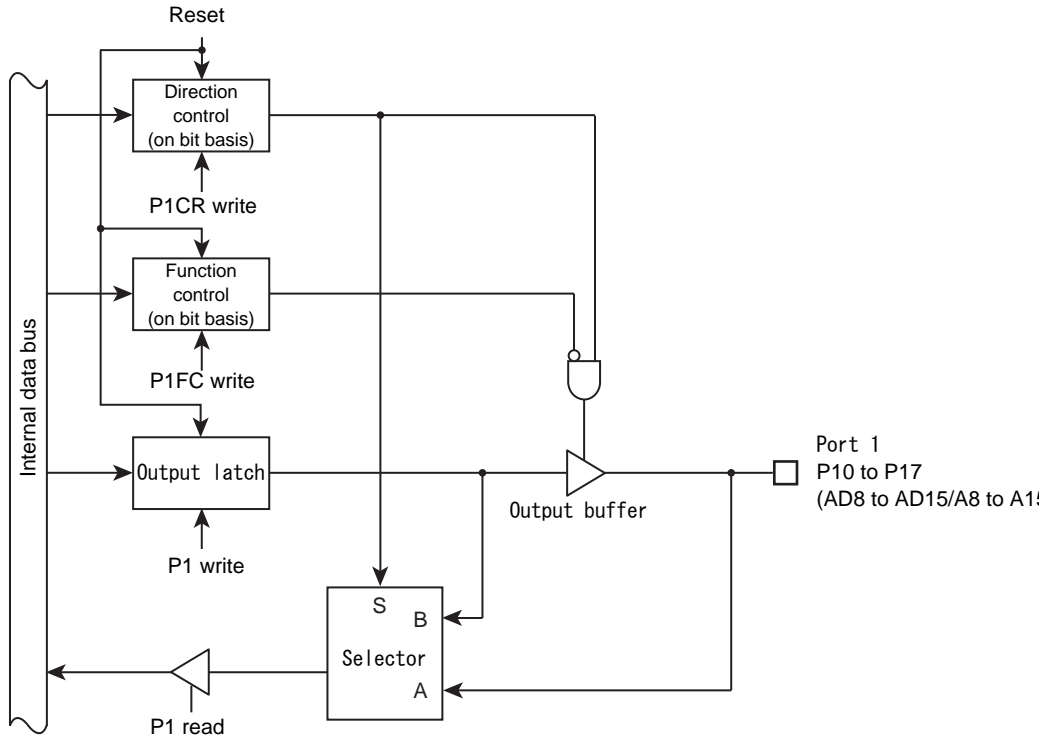 Reset
Direction
control
(on bit basis)
P1CR write
Function
control
(on bit basis)
P1FC write
Internal data bus
Output latch
P1 write
Output buffer
Port 1
P10 to P17
(AD8 to AD15/A8 to A15
S
B
Selector
A
P1 read